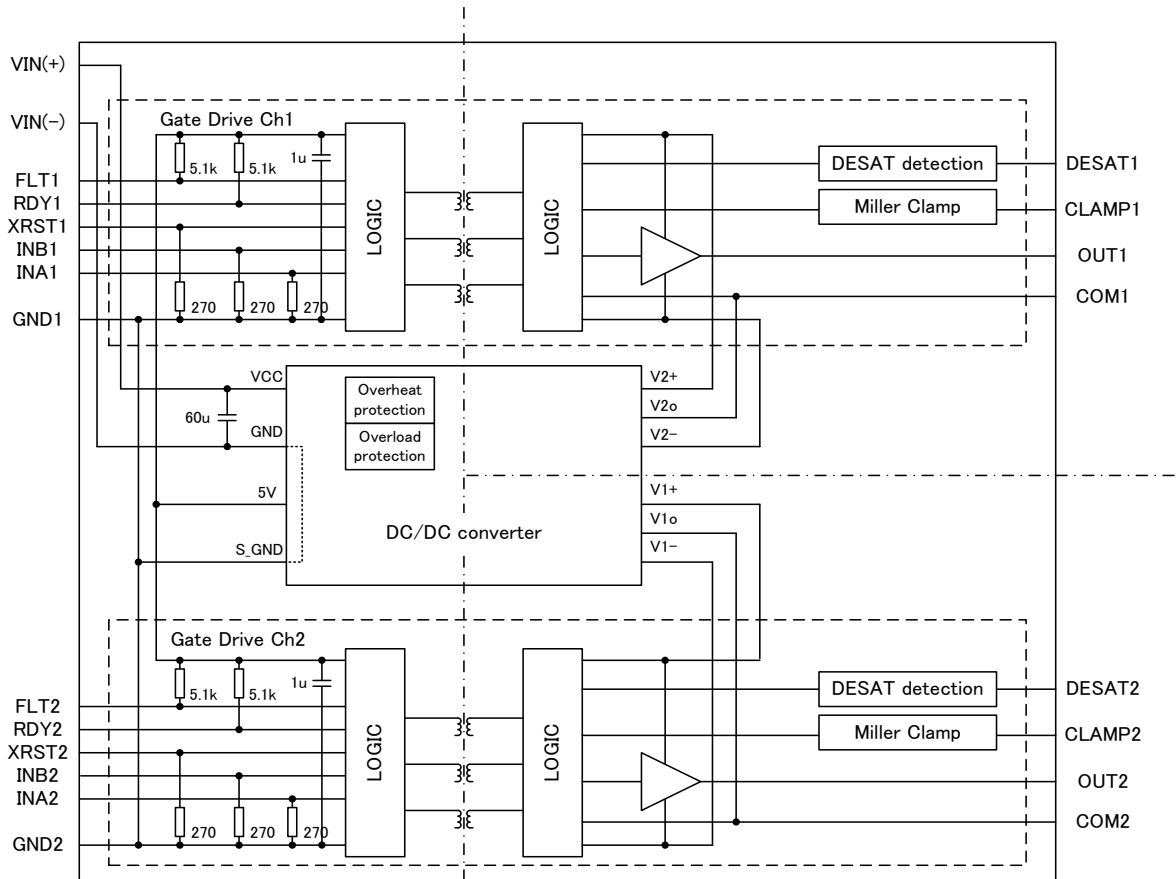 VIN(+)
VIN(-)
Gate Drive Ch1
5.1k
5.1k
1u
FLT1
RDY1
XRST1
INB1
INA1
GND1
270
270
270
LOGIC
LOGIC
DESAT detection
Miller Clamp
DESAT1
CLAMP1
OUT1
COM1
VCC
60u
GND
5V
S_GND
Overheat
protection
Overload
protection
DC/DC converter
V2+
V2o
V2-
V1+
V1o
V1-
Gate Drive Ch2
5.1k
5.1k
1u
FLT2
RDY2
XRST2
INB2
INA2
GND2
270
270
270
LOGIC
LOGIC
DESAT detection
Miller Clamp
DESAT2
CLAMP2
OUT2
COM2